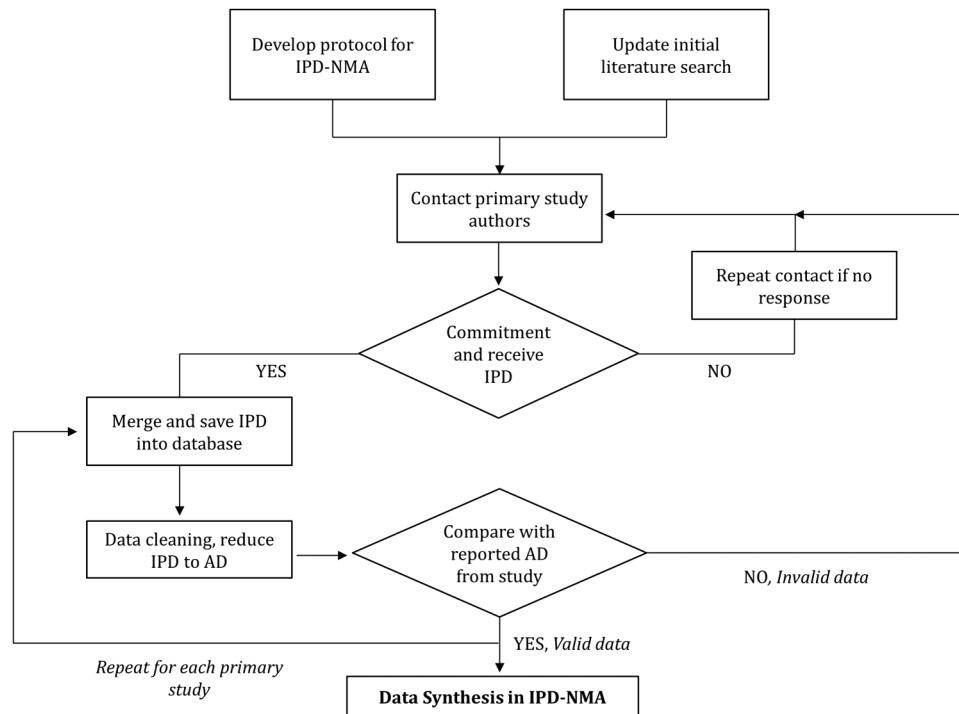 Develop protocol for
IPD-NMA
Update initial
literature search
Contact primary study
authors
Repeat contact if no
response
Commitment
and receive
IPD
YES
NO
Merge and save IPD
into database
Data cleaning, reduce
IPD to AD
Compare with
reported AD
from study
NO, Invalid data
YES, Valid data
Repeat for each primary
study
Data Synthesis in IPD-NMA